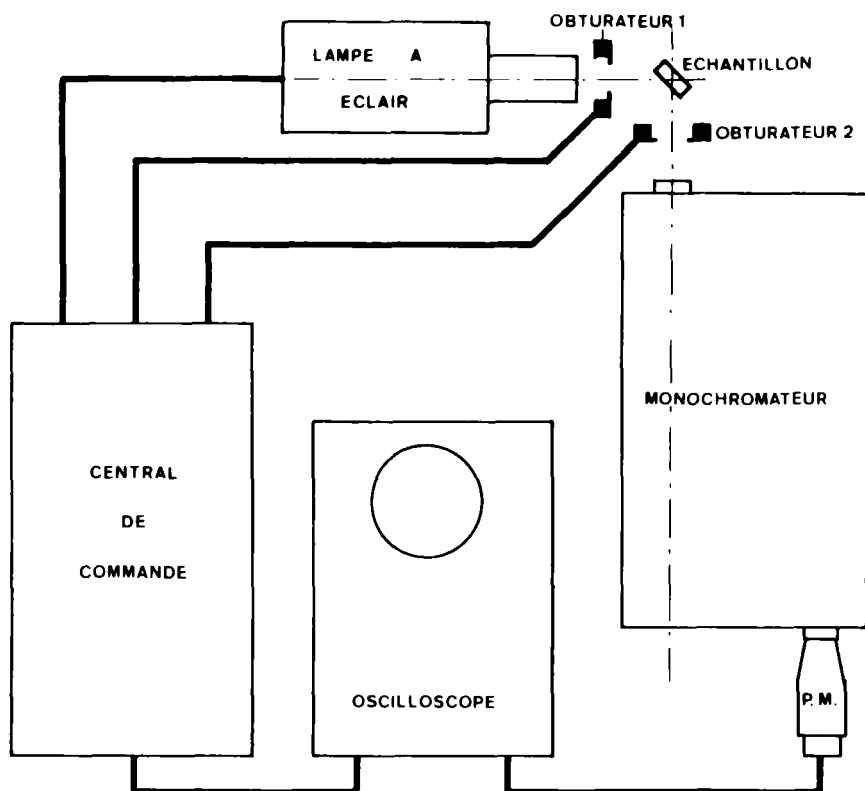 OBTURATEUR 1
LAMPE A
ECLAIR
ECHANTILLON
OBTURATEUR 2
MONOCHROMATEUR
CENTRAL
DE
COMMANDE
OSCILLOSCOPE
P.M.